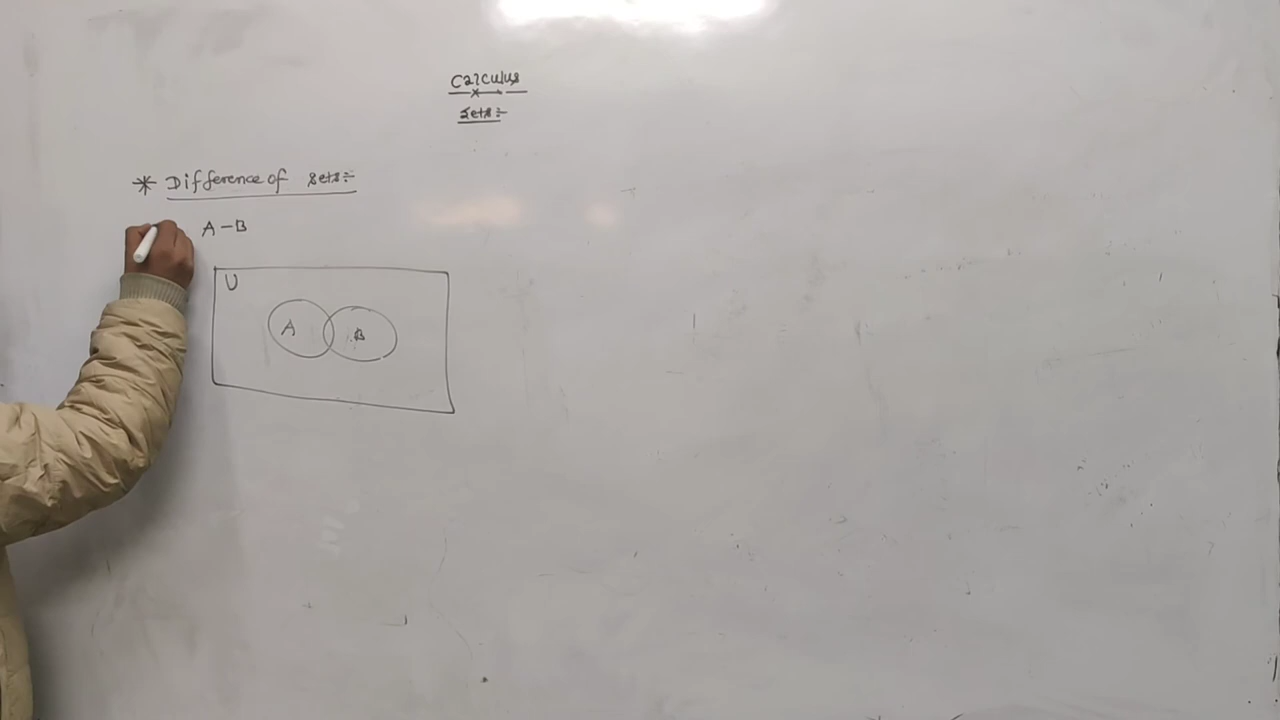 Calculus
Sets:-
* Difference of sets:-
A-B
U
A
B